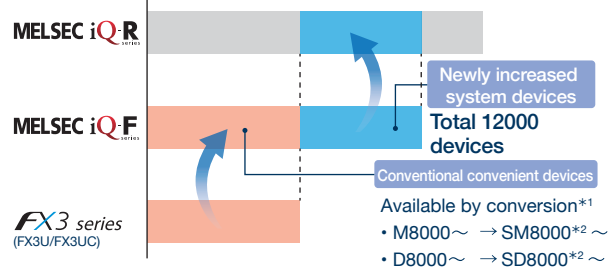 MELSEC iQ-R
series
Newly increased
system devices
MELSEC iQ-F
series
Total 12000
devices
Conventional convenient devices
FX3 series
(FX3U/FX3UC)
Available by conversion*1
• M8000～ → SM8000*2 ～
• D8000～ → SD8000*2 ～